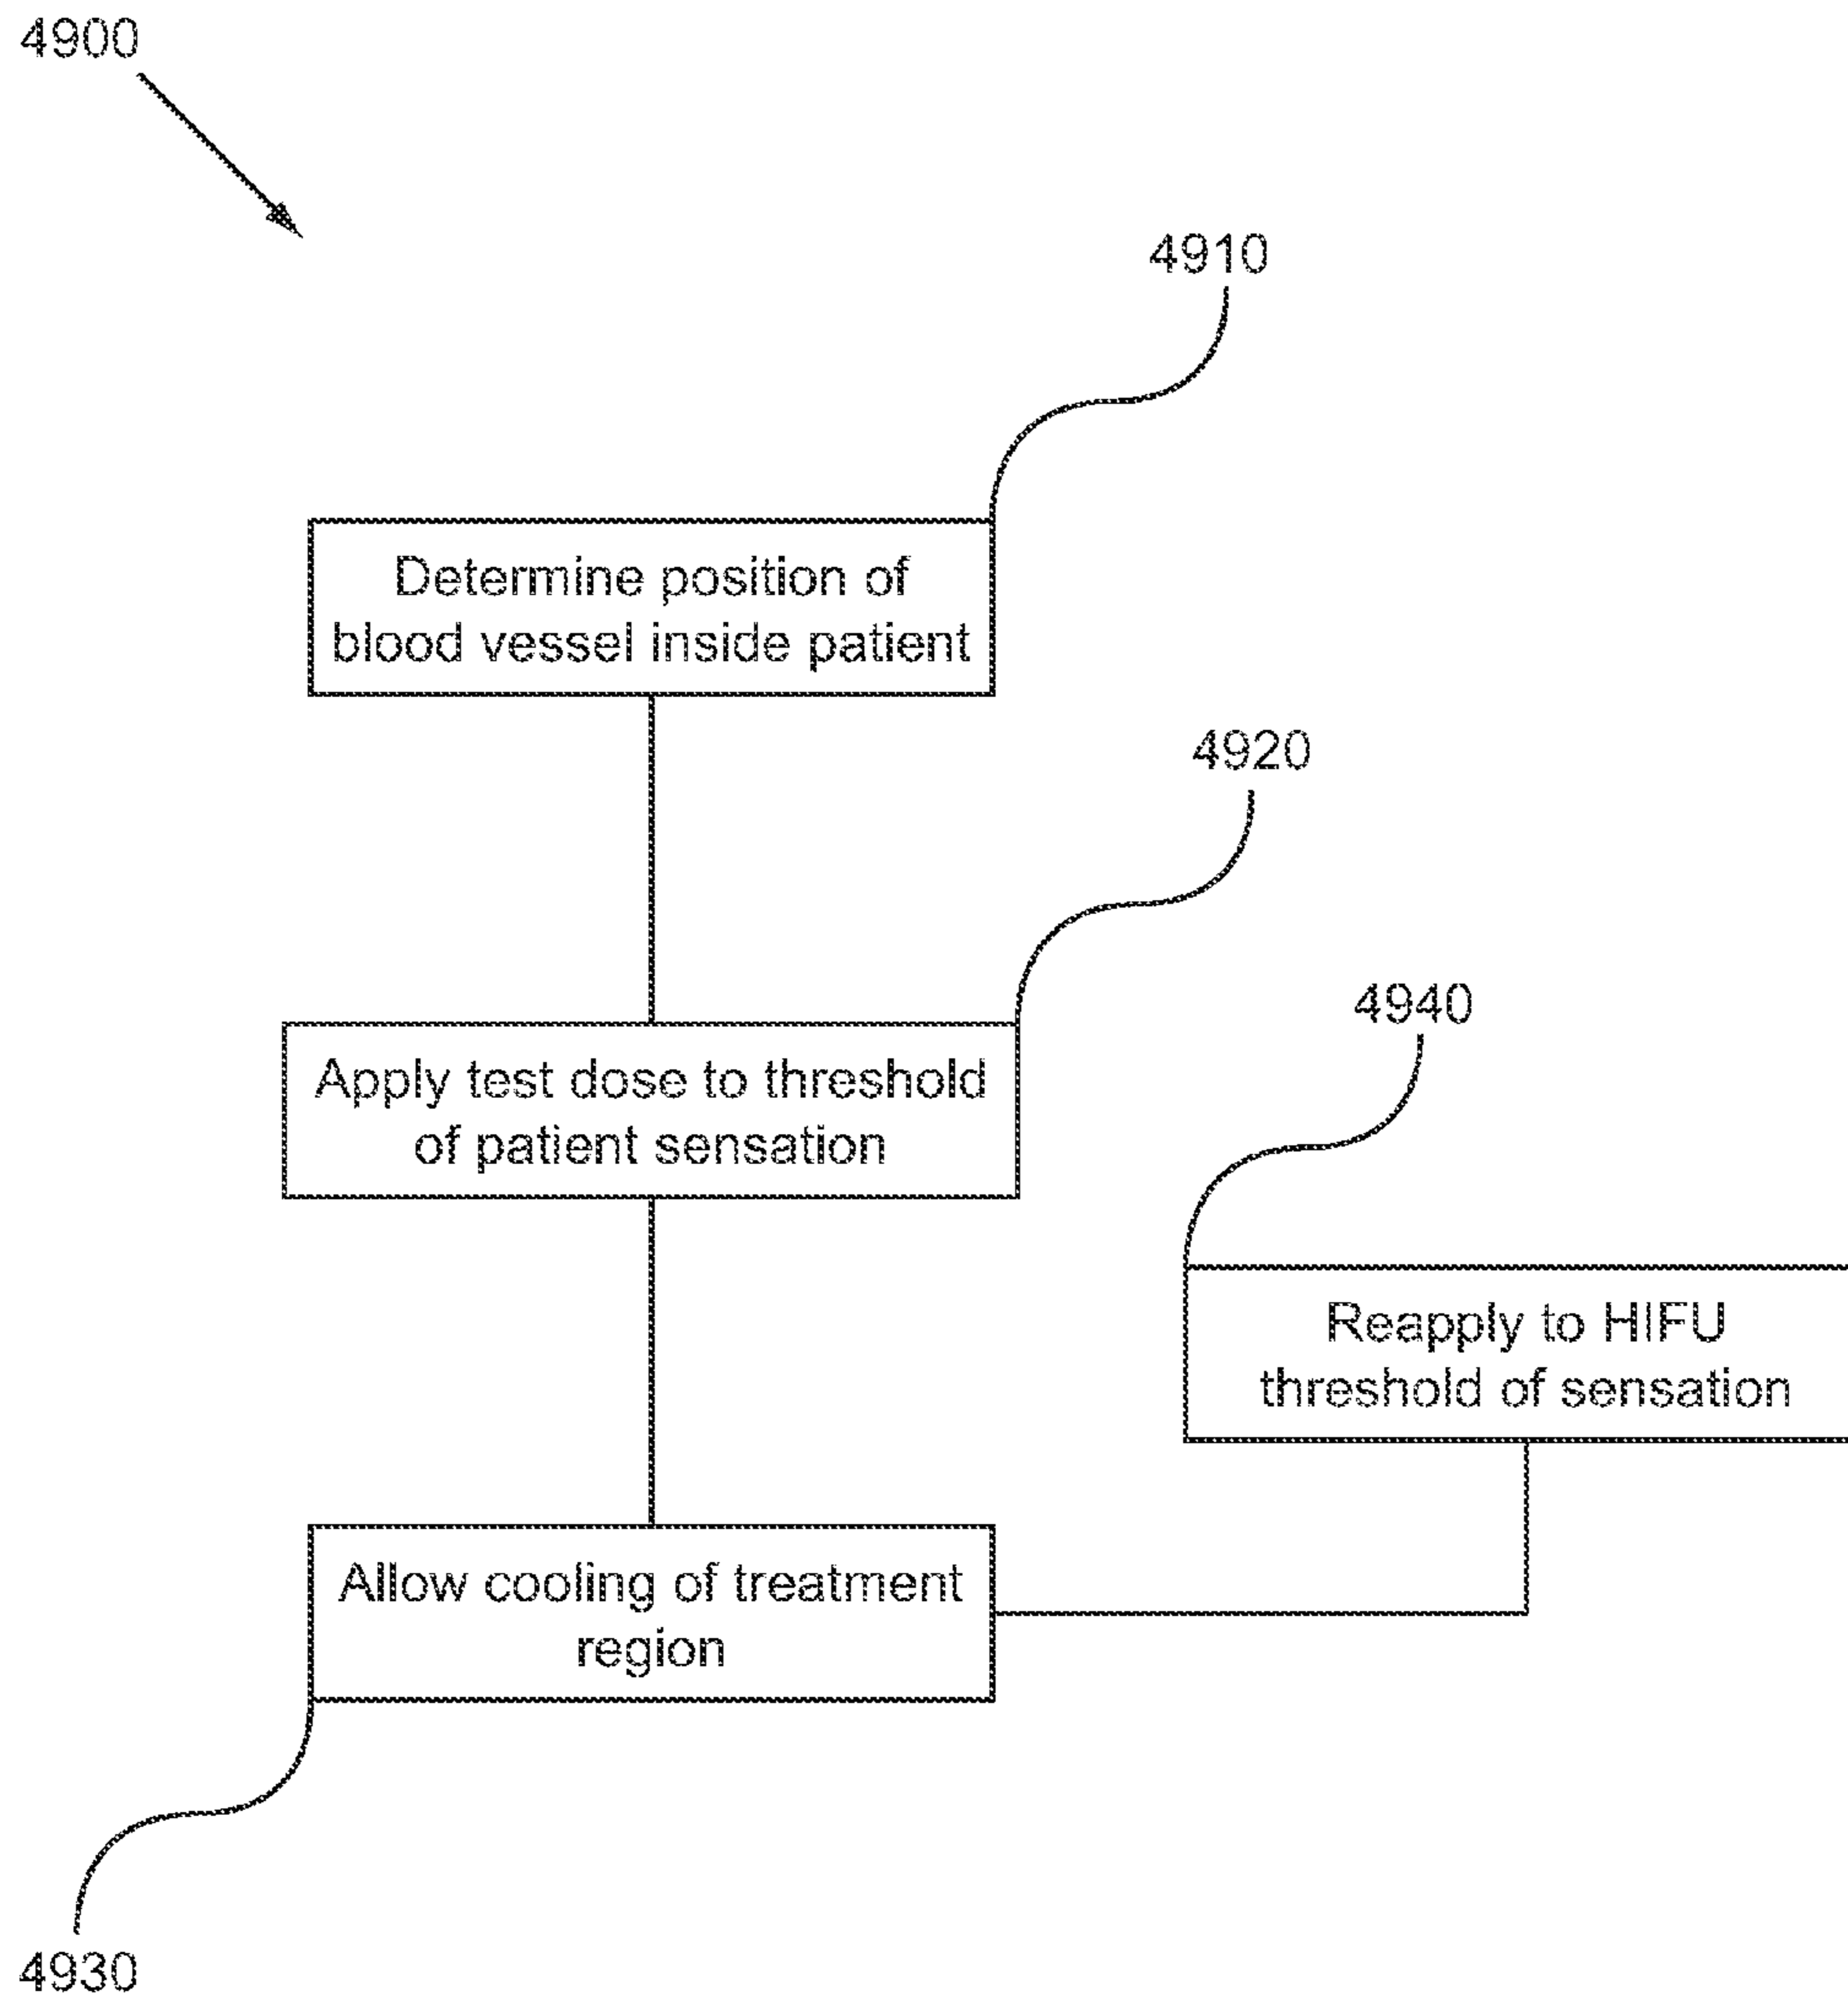 4900
4910
Determine position of
blood vessel inside patient
4920
Apply test dose to threshold
of patient sensation
4940
Reapply to HIFU
threshold of sensation
Allow cooling of treatment
region
4930